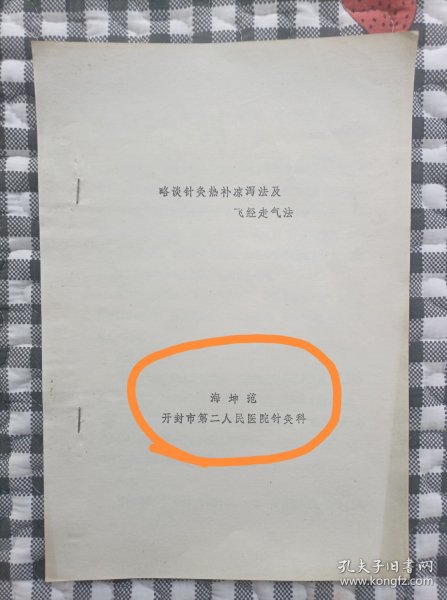 略谈针灸热补凉泻法及
飞经走气法
海坤范
开封市第二人民医院针灸科
孔夫子旧书网
www.kongfz.com